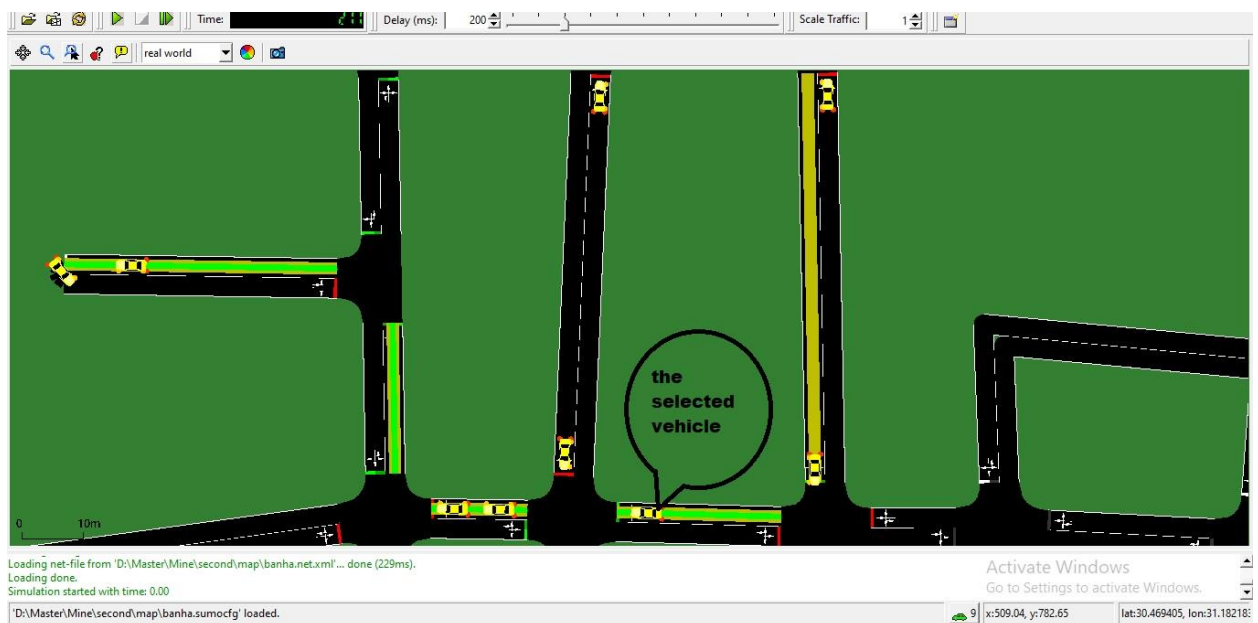 Time: 211 Delay (ms): 200 Scale Traffic: 1
real world
the
selected
vehicle
0 10m
Loading net-file from 'D:\Master\Mine\second\map\banha.net.xml'... done (229ms).
Loading done.
Simulation started with time: 0.00
Activate Windows
Go to Settings to activate Windows.
'D:\Master\Mine\second\map\banha.sumocfg' loaded. 9 x:509.04, y:782.65 lat:30.469405, lon:31.18218